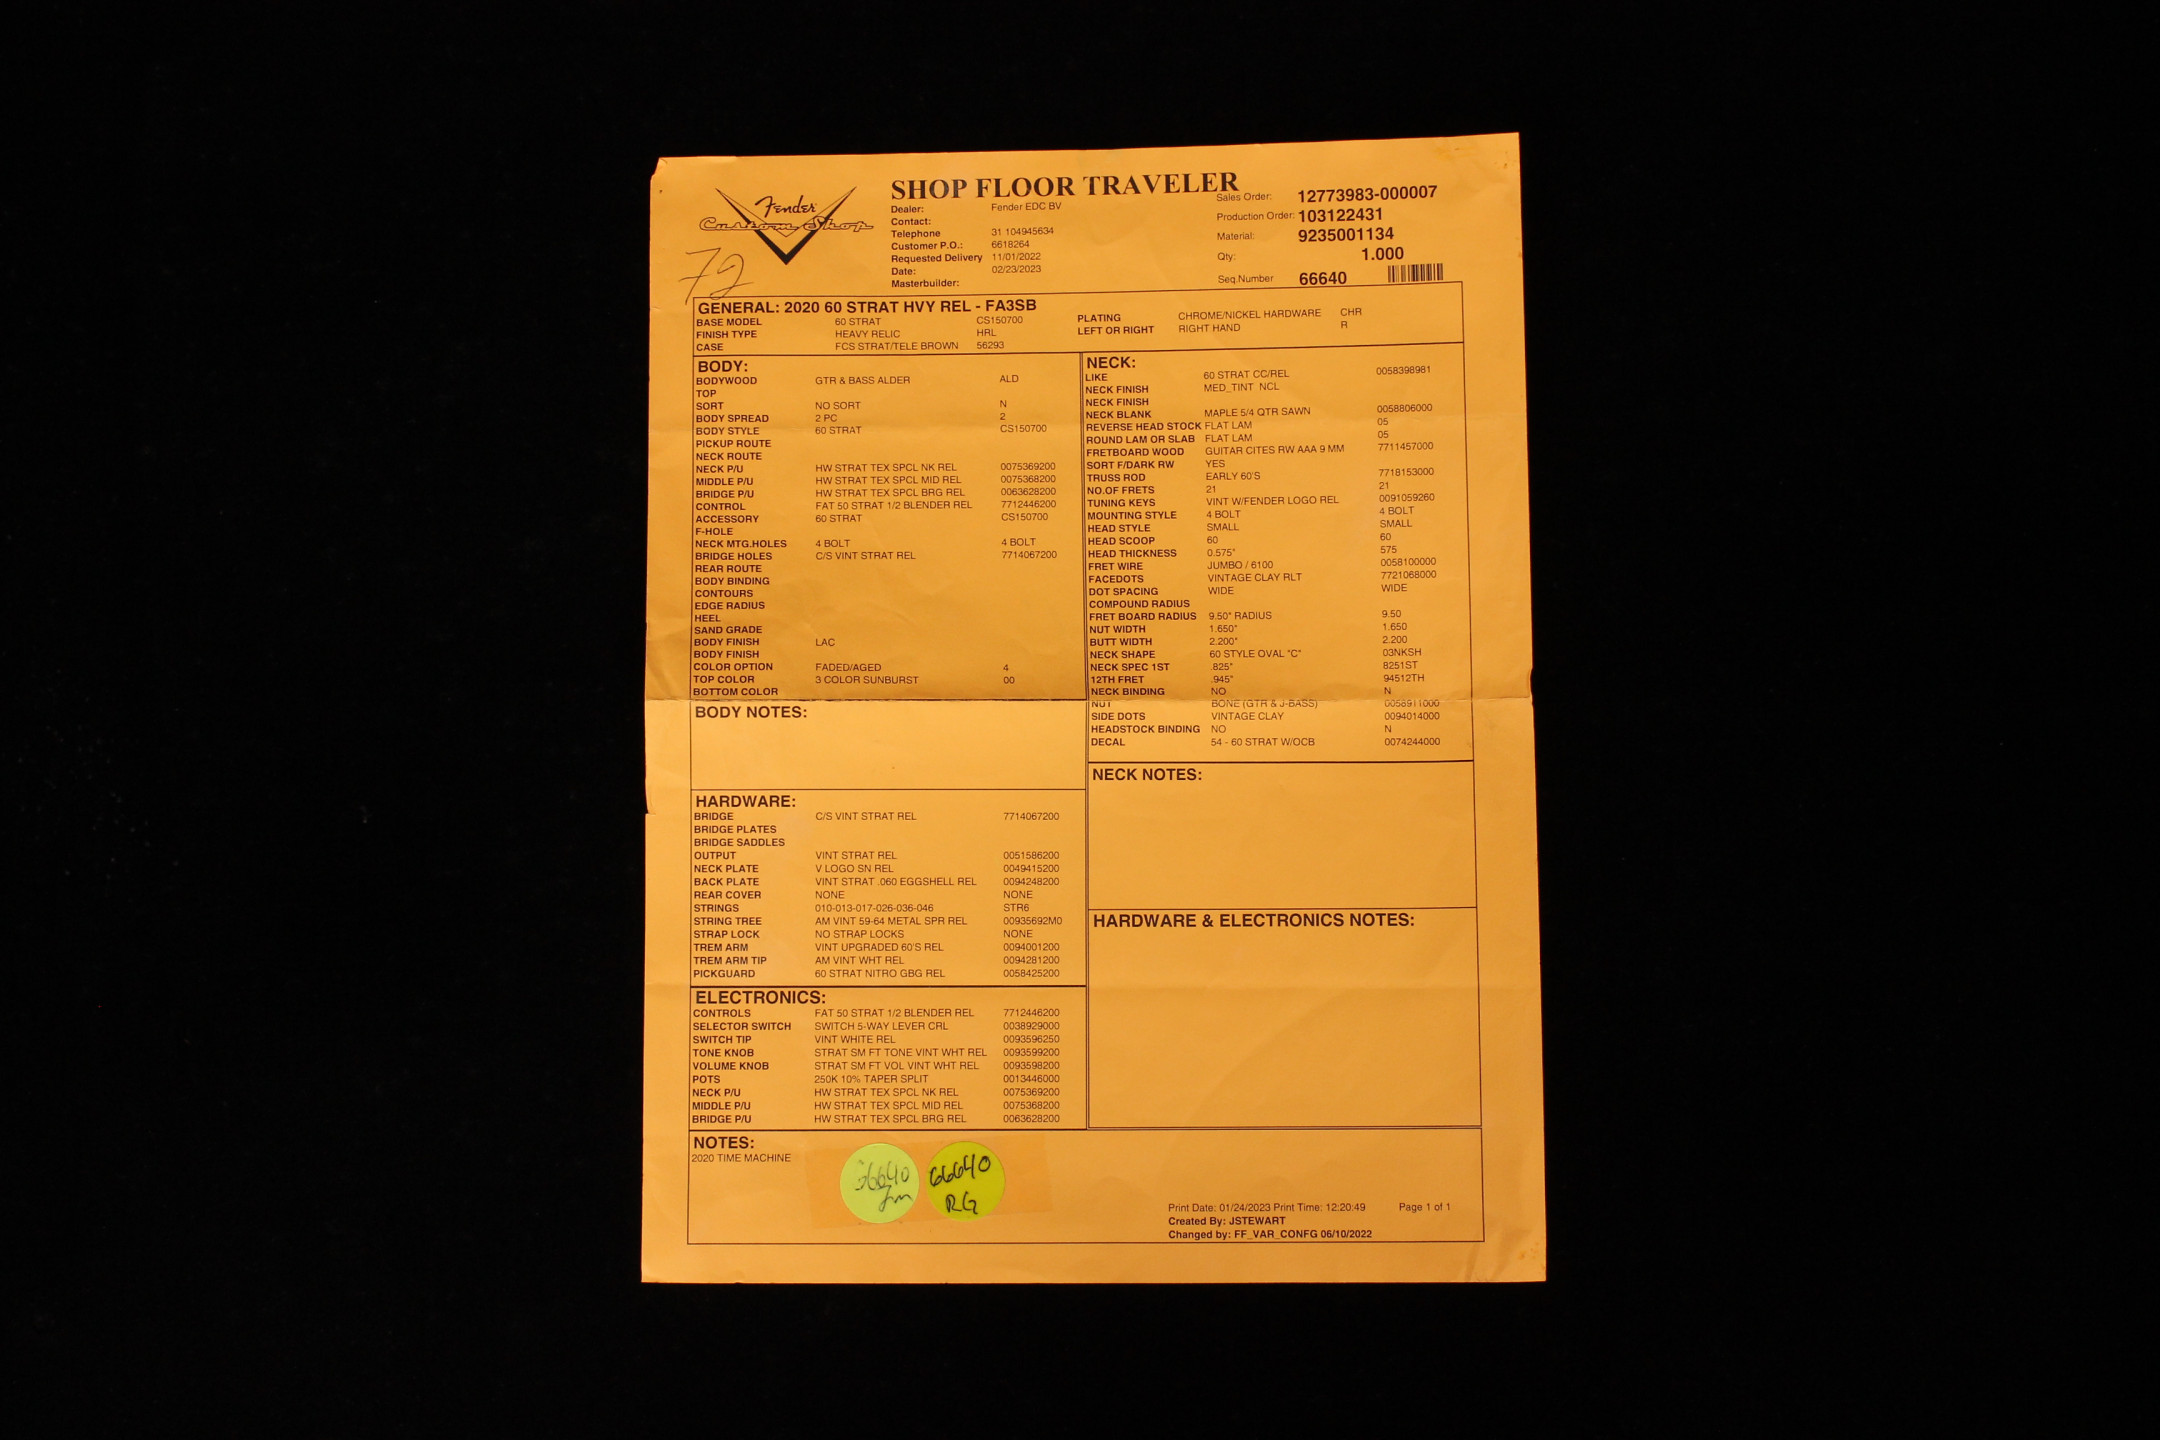 Fender
Custom Shop
72
SHOP FLOOR TRAVELER
Dealer: Fender EDC BV
Contact:
Telephone 31 104945634
Customer P.O.: 6618264
Requested Delivery 11/01/2022
Date: 02/23/2023
Masterbuilder:
Sales Order: 12773983-000007
Production Order: 103122431
Material: 9235001134
Qty: 1.000
Seq.Number 66640
GENERAL: 2020 60 STRAT HVY REL - FA3SB
BASE MODEL 60 STRAT CS150700
FINISH TYPE HEAVY RELIC HRL
CASE FCS STRAT/TELE BROWN 56293
PLATING CHROME/NICKEL HARDWARE CHR
LEFT OR RIGHT RIGHT HAND R
BODY:
BODYWOOD GTR & BASS ALDER ALD
TOP
SORT NO SORT N
BODY SPREAD 2 PC 2
BODY STYLE 60 STRAT CS150700
PICKUP ROUTE
NECK ROUTE
NECK P/U HW STRAT TEX SPCL NK REL 0075369200
MIDDLE P/U HW STRAT TEX SPCL MID REL 0075368200
BRIDGE P/U HW STRAT TEX SPCL BRG REL 0063628200
CONTROL FAT 50 STRAT 1/2 BLENDER REL 7712446200
ACCESSORY 60 STRAT CS150700
F-HOLE
NECK MTG.HOLES 4 BOLT 4 BOLT
BRIDGE HOLES C/S VINT STRAT REL 7714067200
REAR ROUTE
BODY BINDING
CONTOURS
EDGE RADIUS
HEEL
SAND GRADE
BODY FINISH LAC
BODY FINISH
COLOR OPTION FADED/AGED 4
TOP COLOR 3 COLOR SUNBURST 00
BOTTOM COLOR
BODY NOTES:
HARDWARE:
BRIDGE C/S VINT STRAT REL 7714067200
BRIDGE PLATES
BRIDGE SADDLES
OUTPUT VINT STRAT REL 0051586200
NECK PLATE V LOGO SN REL 0049415200
BACK PLATE VINT STRAT .060 EGGSHELL REL 0094248200
REAR COVER NONE NONE
STRINGS 010-013-017-026-036-046 STR6
STRING TREE AM VINT 59-64 METAL SPR REL 00935692M0
STRAP LOCK NO STRAP LOCKS NONE
TREM ARM VINT UPGRADED 60'S REL 0094001200
TREM ARM TIP AM VINT WHT REL 0094281200
PICKGUARD 60 STRAT NITRO GBG REL 0058425200
ELECTRONICS:
CONTROLS FAT 50 STRAT 1/2 BLENDER REL 7712446200
SELECTOR SWITCH SWITCH 5-WAY LEVER CRL 0038929000
SWITCH TIP VINT WHITE REL 0093596250
TONE KNOB STRAT SM FT TONE VINT WHT REL 0093599200
VOLUME KNOB STRAT SM FT VOL VINT WHT REL 0093598200
POTS 250K 10% TAPER SPLIT 0013446000
NECK P/U HW STRAT TEX SPCL NK REL 0075369200
MIDDLE P/U HW STRAT TEX SPCL MID REL 0075368200
BRIDGE P/U HW STRAT TEX SPCL BRG REL 0063628200
NECK:
LIKE 60 STRAT CC/REL 0058398981
NECK FINISH MED_TINT NCL
NECK FINISH
NECK BLANK MAPLE 5/4 QTR SAWN 0058806000
REVERSE HEAD STOCK FLAT LAM 05
ROUND LAM OR SLAB FLAT LAM 05
FRETBOARD WOOD GUITAR CITES RW AAA 9 MM 7711457000
SORT F/DARK RW YES
TRUSS ROD EARLY 60'S 7718153000
NO.OF FRETS 21 21
TUNING KEYS VINT W/FENDER LOGO REL 0091059260
MOUNTING STYLE 4 BOLT 4 BOLT
HEAD STYLE SMALL SMALL
HEAD SCOOP 60 60
HEAD THICKNESS 0.575" 575
FRET WIRE JUMBO / 6100 0058100000
FACEDOTS VINTAGE CLAY RLT 7721068000
DOT SPACING WIDE WIDE
COMPOUND RADIUS
FRET BOARD RADIUS 9.50" RADIUS 9.50
NUT WIDTH 1.650" 1.650
BUTT WIDTH 2.200" 2.200
NECK SHAPE 60 STYLE OVAL "C" 03NKSH
NECK SPEC 1ST .825" 8251ST
12TH FRET .945" 94512TH
NECK BINDING NO N
NUT BONE (GTR & J-BASS) 0058911000
SIDE DOTS VINTAGE CLAY 0094014000
HEADSTOCK BINDING NO N
DECAL 54 - 60 STRAT W/OCB 0074244000
NECK NOTES:
HARDWARE & ELECTRONICS NOTES:
NOTES:
2020 TIME MACHINE
66640
66640
RG
Print Date: 01/24/2023 Print Time: 12:20:49 Page 1 of 1
Created By: JSTEWART
Changed by: FF_VAR_CONFG 06/10/2022